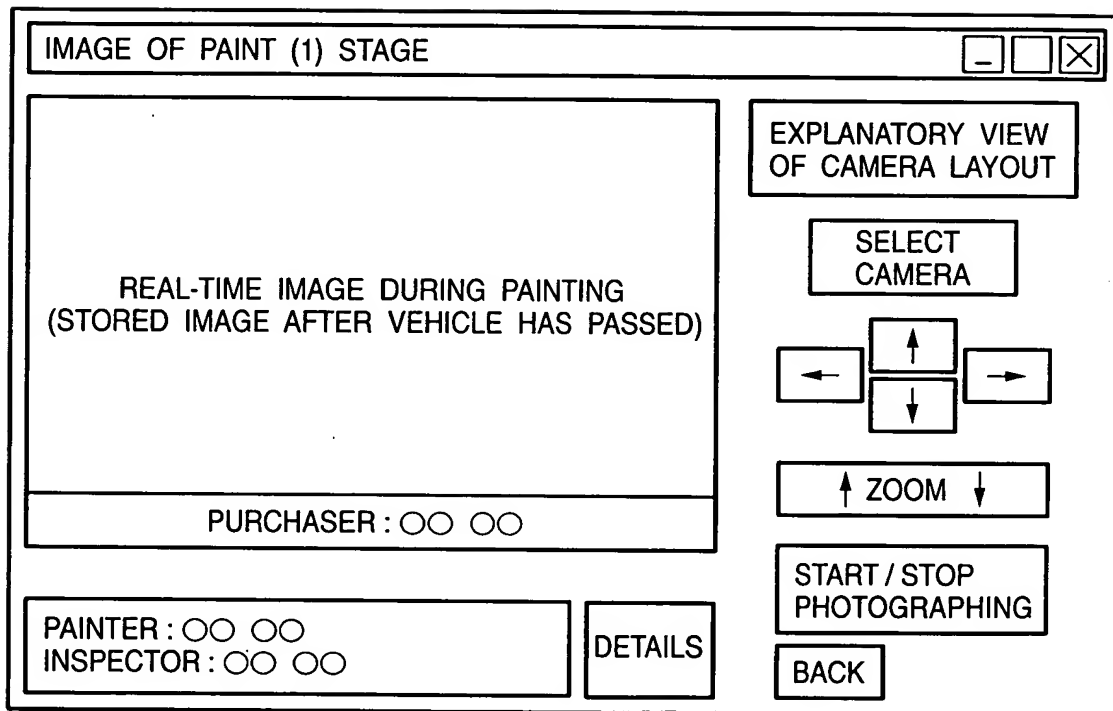 IMAGE OF PAINT (1) STAGE
REAL-TIME IMAGE DURING PAINTING
(STORED IMAGE AFTER VEHICLE HAS PASSED)
PURCHASER : ○○ ○○
PAINTER : ○○ ○○
INSPECTOR : ○○ ○○
DETAILS
EXPLANATORY VIEW
OF CAMERA LAYOUT
SELECT
CAMERA
↑
← →
↓
↑ ZOOM ↓
START / STOP
PHOTOGRAPHING
BACK